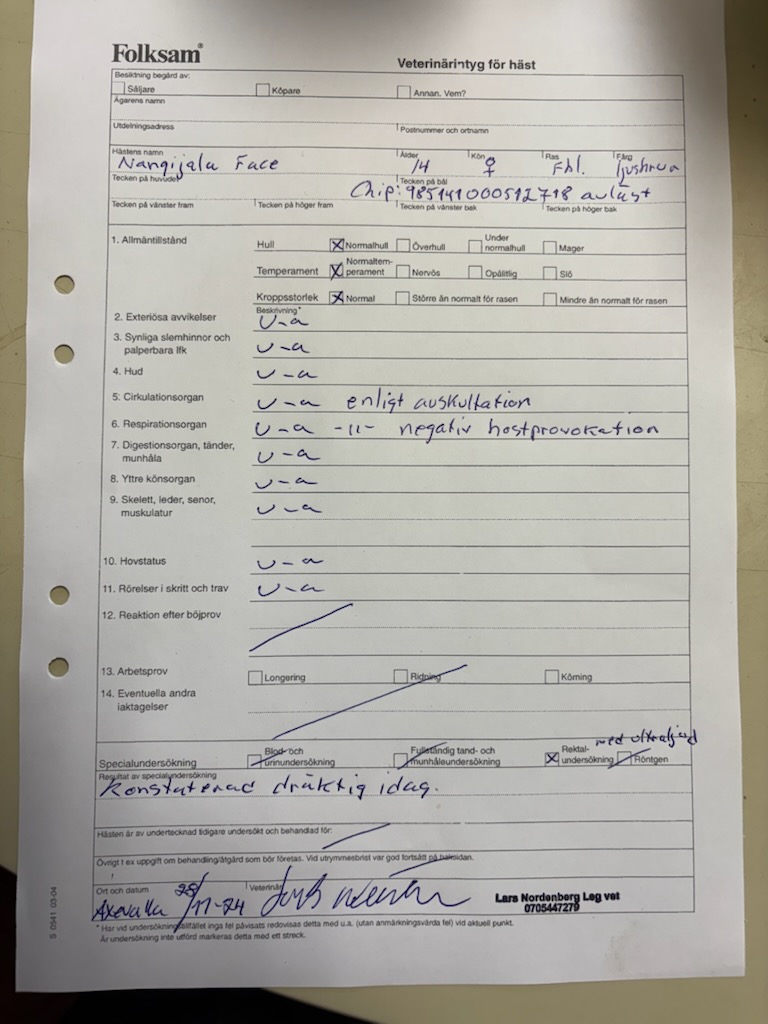 Folksam®
Veterinärintyg för häst
Besiktning begärd av:
Säljare Köpare Annan. Vem?
Ägarens namn
Utdelningsadress Postnummer och ortnamn
Hästens namn Ålder Kön Ras Färg
Nangijala Face 14 ♀ Fbl. ljusbrun
Tecken på huvudet Tecken på bål
Chip: 985141000512718 avläst
Tecken på vänster fram Tecken på höger fram Tecken på vänster bak Tecken på höger bak
1. Allmäntillstånd Hull Normalhull Överhull Under normalhull Mager
Temperament Normaltem-perament Nervös Opålitlig Slö
Kroppsstorlek Normal Större än normalt för rasen Mindre än normalt för rasen
Beskrivning*
2. Exteriösa avvikelser u-a
3. Synliga slemhinnor och
palperbara lfk u-a
4. Hud u-a
5. Cirkulationsorgan u-a enligt auskultation
6. Respirationsorgan u-a -11- negativ hostprovokation
7. Digestionsorgan, tänder,
munhåla u-a
8. Yttre könsorgan u-a
9. Skelett, leder, senor,
muskulatur u-a
10. Hovstatus u-a
11. Rörelser i skritt och trav u-a
12. Reaktion efter böjprov
13. Arbetsprov Longering Ridning Körning
14. Eventuella andra
iaktagelser
med ultraljud
Specialundersökning Blod- och urinundersökning Fullständig tand- och munhåleundersökning Rektal-undersökning Röntgen
Resultat av specialundersökning
Konstaterad dräktig idag.
Hästen är av undertecknad tidigare undersökt och behandlad för:
Övrigt t ex uppgift om behandling/åtgärd som bör företas. Vid utrymmesbrist var god fortsätt på baksidan.
Ort och datum Veterinär
Axevalla 28/11-24
Lars Nordenberg Leg vet
0705447279
* Har vid undersökningstillfället inga fel påvisats redovisas detta med u.a. (utan anmärkningsvärda fel) vid aktuell punkt.
Är undersökning inte utförd markeras detta med ett streck.
S 0541 03-04